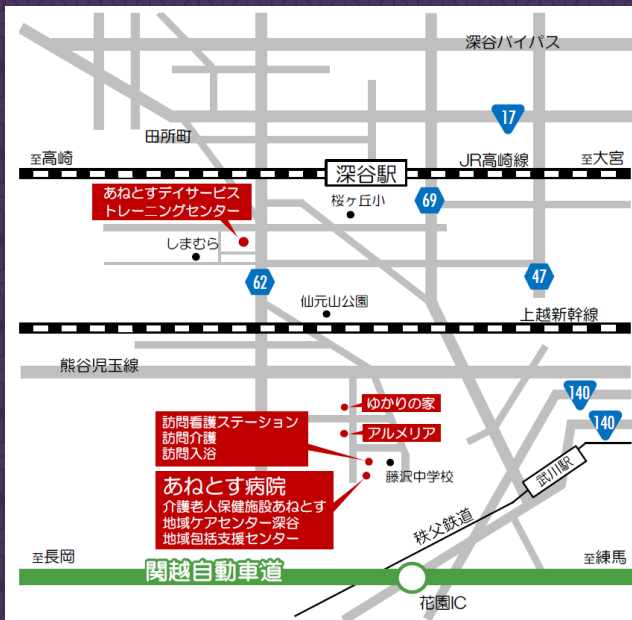 深谷バイパス
17
田所町
至高崎
深谷駅
JR高崎線
至大宮
あねとすデイサービス
トレーニングセンター
桜ヶ丘小
69
しまむら
62
47
仙元山公園
上越新幹線
熊谷児玉線
140
ゆかりの家
140
訪問看護ステーション
訪問介護
訪問入浴
アルメリア
藤沢中学校
武川駅
あねとす病院
介護老人保健施設あねとす
地域ケアセンター深谷
地域包括支援センター
秩父鉄道
至長岡
関越自動車道
至練馬
花園IC